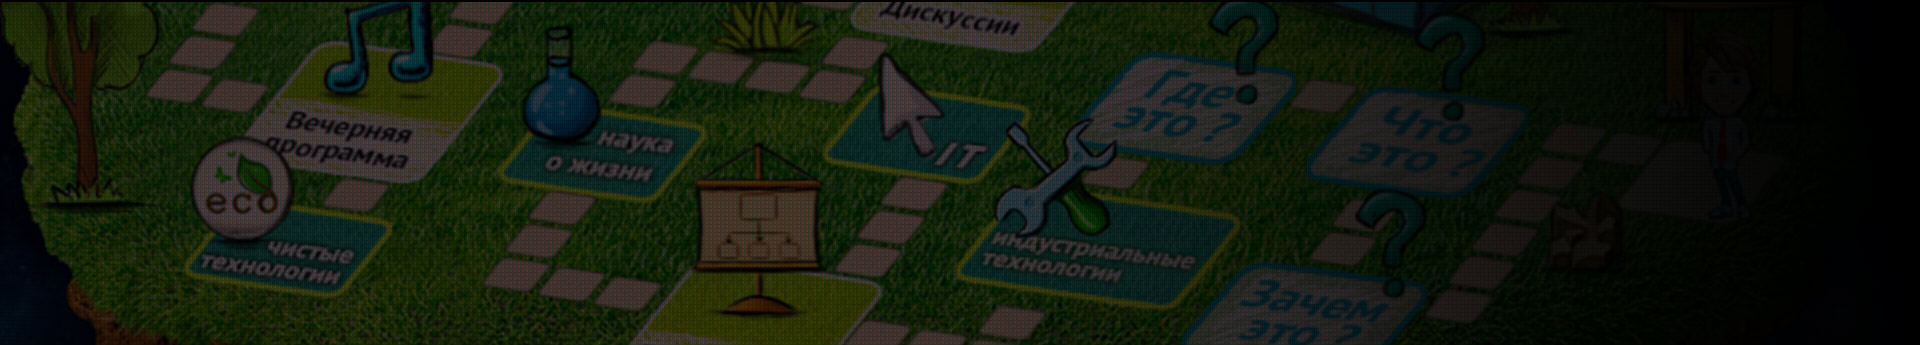 Дискуссии
Вечерняя
программа
наука
о жизни
IT
Где
это ?
Что
это ?
eco
чистые
технологии
индустриальные
технологии
Зачем
это ?